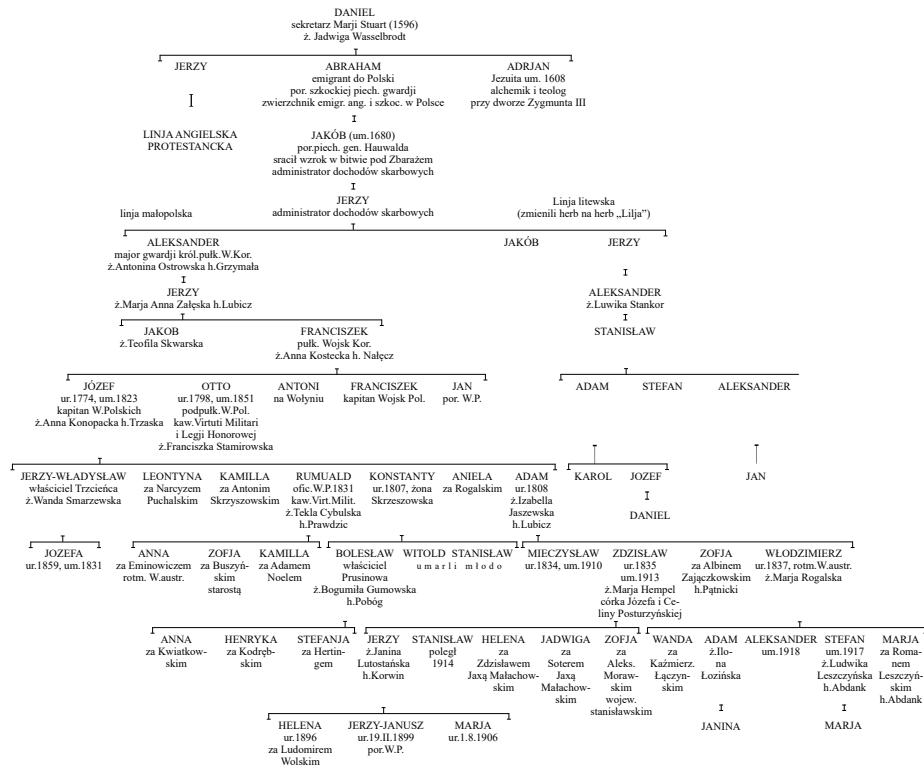 DANIEL
sekretarz Marji Stuart (1596)
ż. Jadwiga Wasselbrodt
JERZY
ABRAHAM
emigrant do Polski
por. szkockiej piech. gwardji
zwierzchnik emigr. ang. i szkoc. w Polsce
ADRJAN
Jezuita um. 1608
alchemik i teolog
przy dworze Zygmunta III
LINJA ANGIELSKA
PROTESTANCKA
JAKÓB (um.1680)
por.piech. gen. Hauwalda
sracił wzrok w bitwie pod Zbarażem
administrator dochodów skarbowych
linja małopolska
JERZY
administrator dochodów skarbowych
Linja litewska
(zmienili herb na herb „Lilja”)
ALEKSANDER
major gwardji król.pułk.W.Kor.
ż.Antonina Ostrowska h.Grzymała
JAKÓB
JERZY
JERZY
ż.Marja Anna Załęska h.Lubicz
ALEKSANDER
ż.Luwika Stankor
JAKOB
ż.Teofila Skwarska
FRANCISZEK
pułk. Wojsk Kor.
ż.Anna Kostecka h. Nałęcz
STANISŁAW
JÓZEF
ur.1774, um.1823
kapitan W.Polskich
ż.Anna Konopacka h.Trzaska
OTTO
ur.1798, um.1851
podpułk.W.Pol.
kaw.Virtuti Militari
i Legji Honorowej
ż.Franciszka Stamirowska
ANTONI
na Wołyniu
FRANCISZEK
kapitan Wojsk Pol.
JAN
por. W.P.
ADAM
STEFAN
ALEKSANDER
JERZY-WŁADYSŁAW
właściciel Trzcieńca
ż.Wanda Smarzewska
LEONTYNA
za Narcyzem
Puchalskim
KAMILLA
za Antonim
Skrzyszowskim
RUMUALD
ofic.W.P.1831
kaw.Virt.Milit.
ż.Tekla Cybulska
h.Prawdzic
KONSTANTY
ur.1807, żona
Skrzeszowska
ANIELA
za Rogalskim
ADAM
ur.1808
ż.Izabella
Jaszewska
h.Lubicz
KAROL
JOZEF
JAN
DANIEL
JOZEFA
ur.1859, um.1831
ANNA
za Eminowiczem
rotm. W.austr.
ZOFJA
za Buszyń-
skim
starostą
KAMILLA
za Adamem
Noelem
BOLESŁAW
właściciel
Prusinowa
ż.Bogumiła Gumowska
h.Pobóg
WITOLD STANISŁAW
umarli młodo
MIECZYSŁAW
ur.1834, um.1910
ZDZISŁAW
ur.1835
um.1913
ż.Marja Hempel
córka Józefa i Ce-
liny Posturzyńskiej
ZOFJA
za Albinem
Zajączkowskim
h.Pątnicki
WŁODZIMIERZ
ur.1837, rotm.W.austr.
ż.Marja Rogalska
ANNA
za Kwiatkow-
skim
HENRYKA
za Kodręb-
skim
STEFANJA
za Hertin-
gem
JERZY
ż.Janina
Lutostańska
h.Korwin
STANISŁAW
poległ
1914
HELENA
za
Zdzisławem
Jaxą Małachow-
skim
JADWIGA
za
Soterem
Jaxą
Małachow-
skim
ZOFJA
za
Aleks.
Moraw-
skim
wojew.
stanisławskim
WANDA
za
Kaźmierz.
Łączyn-
skim
ADAM
ż.Ilo-
na
Łozińska
ALEKSANDER
um.1918
STEFAN
um.1917
ż.Ludwika
Leszczyńska
h.Abdank
MARJA
za Roma-
nem
Leszczyń-
skim
h.Abdank
HELENA
ur.1896
za Ludomirem
Wolskim
JERZY-JANUSZ
ur.19.II.1899
por.W.P.
MARJA
ur.1.8.1906
JANINA
MARJA